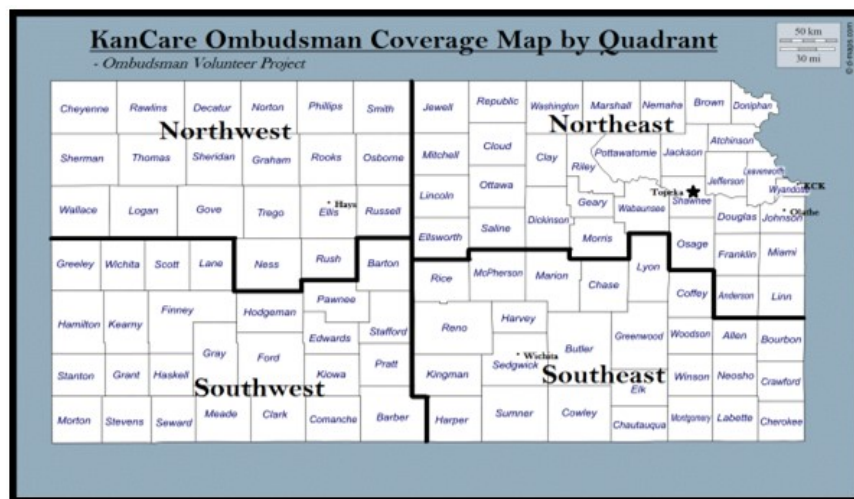 KanCare Ombudsman Coverage Map by Quadrant
- Ombudsman Volunteer Project
50 km
30 mi
© d-maps.com
Cheyenne Rawlins Decatur Norton Phillips Smith Jewell Republic Washington Marshall Nemaha Brown Doniphan
Northwest Northeast
Atchinson
Sherman Thomas Sheridan Graham Rooks Osborne Mitchell Cloud Clay Riley Pottawatomie Jackson Jefferson Leavenworth
Wyandotte KCK
Topeka
Wallace Logan Gove Trego Ellis Hays Russell Lincoln Ottawa Geary Wabaunsee Shawnee Douglas Johnson Olathe
Ellsworth Saline Dickinson Morris Osage Franklin Miami
Greeley Wichita Scott Lane Ness Rush Barton Rice McPherson Marion Chase Lyon Coffey Anderson Linn
Hamilton Kearny Finney Hodgeman Pawnee Edwards Stafford Reno Harvey Butler Greenwood Woodson Allen Bourbon
Stanton Grant Haskell Gray Ford Kiowa Pratt Kingman Sedgwick Wichita Elk Winson Neosho Crawford
Southwest Southeast
Morton Stevens Seward Meade Clark Comanche Barber Harper Sumner Cowley Chautauqua Montgomery Labette Cherokee